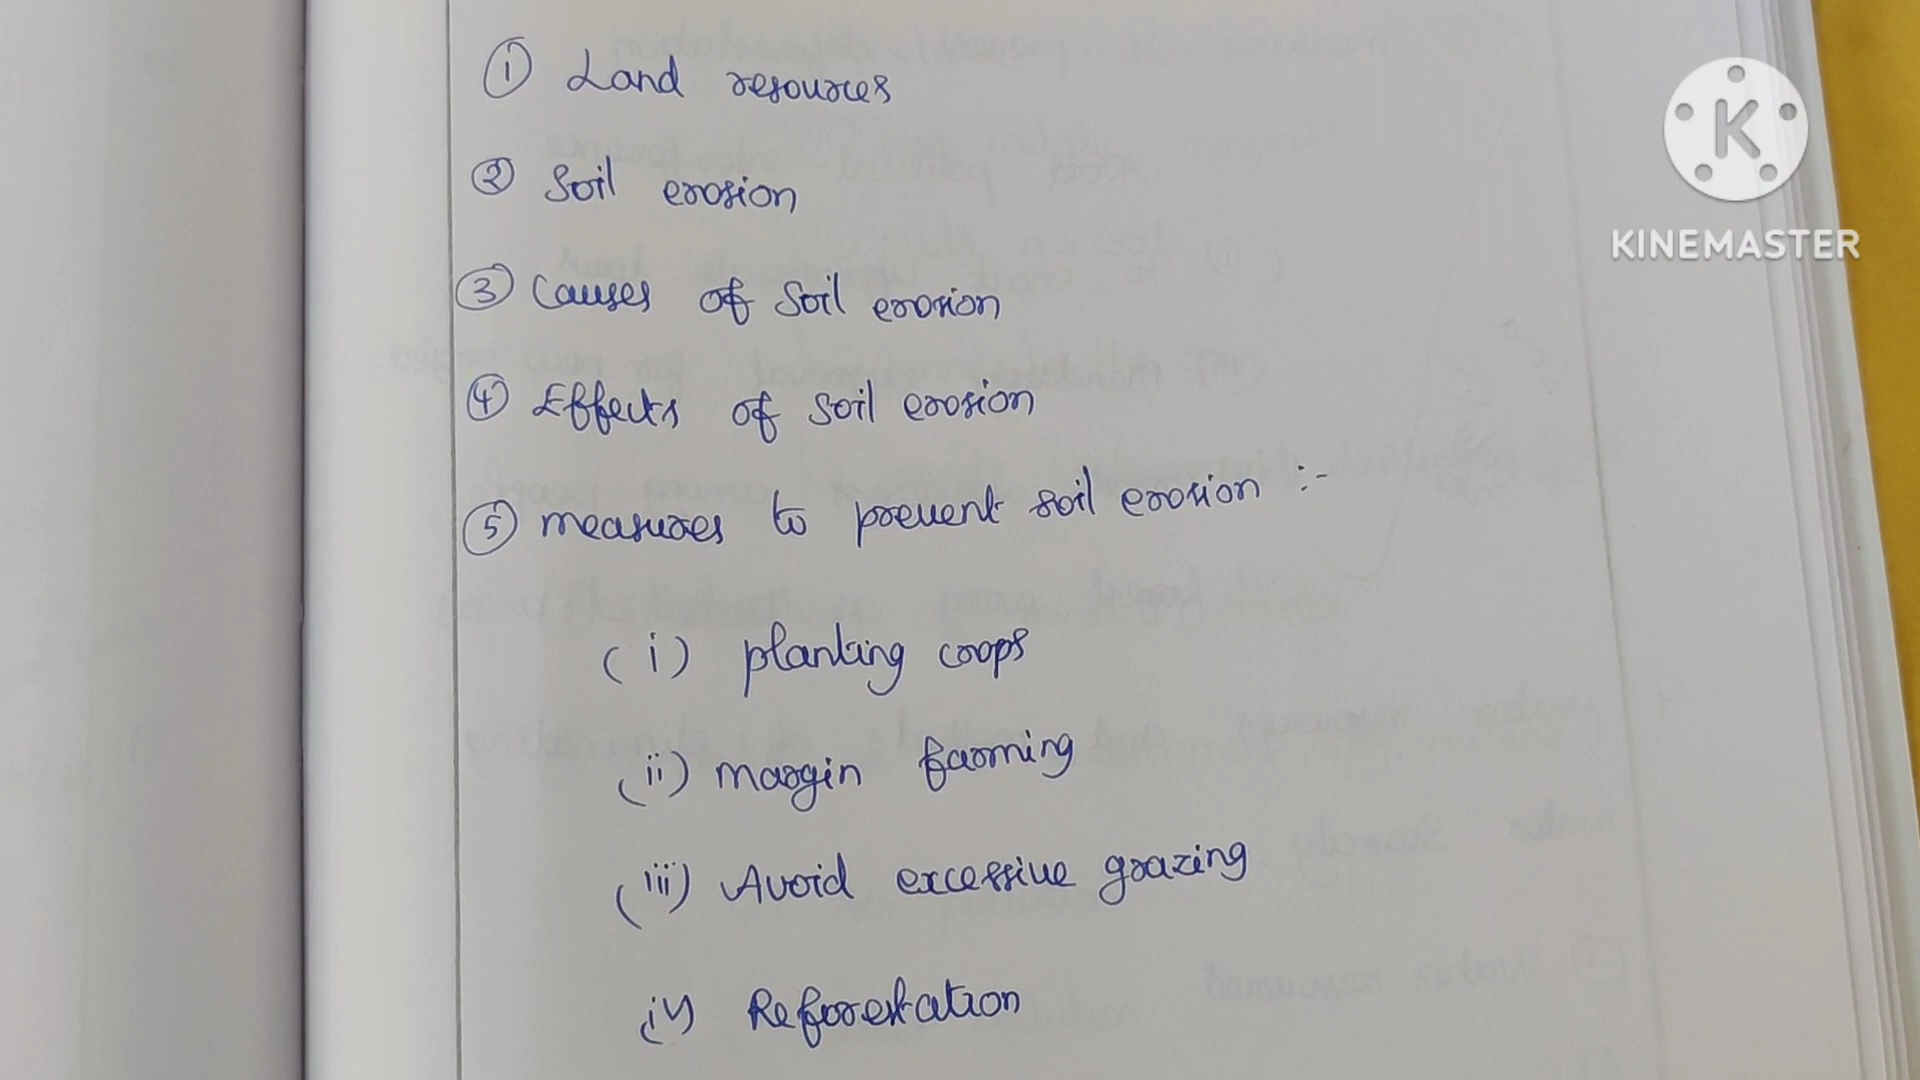 ① Land resources
② Soil erosion
③ Causes of Soil erosion
④ Effects of Soil erosion
⑤ measures to prevent soil erosion :-
(i) planting crops
(ii) margin farming
(iii) Avoid excessive grazing
(iv) Reforestation
K
KINEMASTER